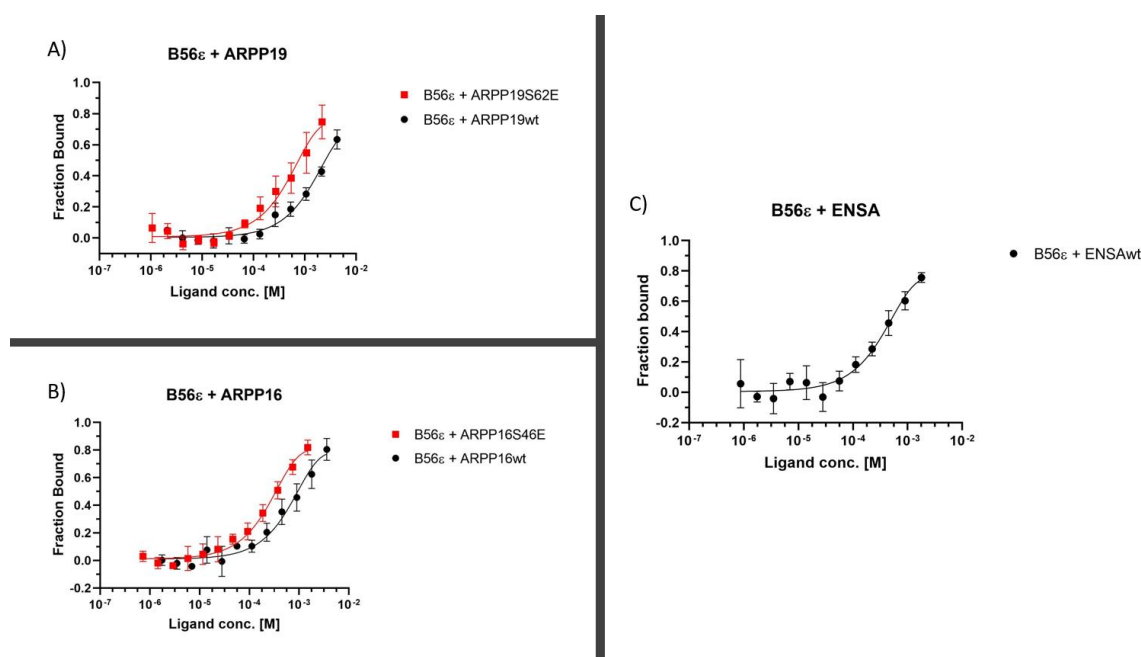 A)
B56ε + ARPP19
1.0
0.8
0.6
0.4
0.2
0.0
Fraction Bound
10-7
10-6
10-5
10-4
10-3
10-2
Ligand conc. [M]
B56ε + ARPP19S62E
B56ε + ARPP19wt
B)
B56ε + ARPP16
1.0
0.8
0.6
0.4
0.2
0.0
-0.2
Fraction Bound
10-7
10-6
10-5
10-4
10-3
10-2
Ligand conc. [M]
B56ε + ARPP16S46E
B56ε + ARPP16wt
C)
B56ε + ENSA
1.0
0.8
0.6
0.4
0.2
0.0
-0.2
Fraction bound
10-7
10-6
10-5
10-4
10-3
10-2
Ligand conc. [M]
B56ε + ENSAwt